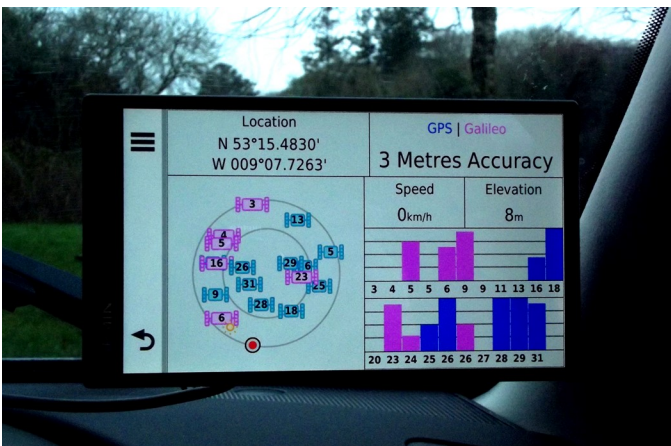 Location
N 53°15.4830'
W 009°07.7263'
GPS | Galileo
3 Metres Accuracy
Speed
0km/h
Elevation
8m
3
13
4
5
5
16
26
29
6
23
31
25
9
28
18
6
3 4 5 5 6 9 13 16 18
20 23 24 25 26 26 27 28 29 31